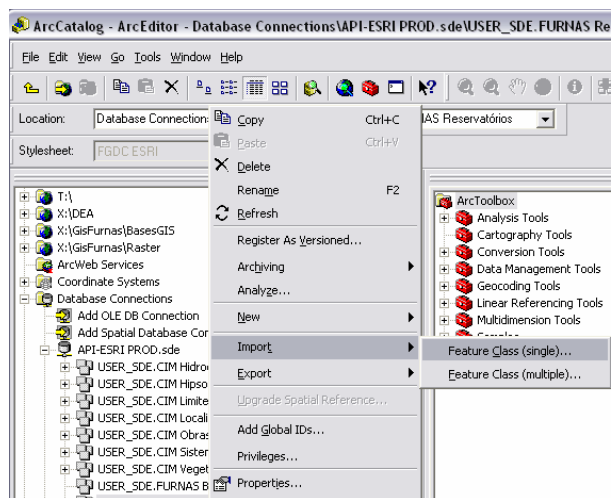 ArcCatalog - ArcEditor - Database Connections\API-ESRI PROD.sde\USER_SDE.FURNAS Re
File Edit View Go Tools Window Help
Location: Database Connection AS Reservatórios
Stylesheet: FGDC ESRI
T:\
X:\DEA
X:\GisFurnas\BasesGIS
X:\GisFurnas\Raster
ArcWeb Services
Coordinate Systems
Database Connections
Add OLE DB Connection
Add Spatial Database Cor
API-ESRI PROD.sde
USER_SDE.CIM Hidro
USER_SDE.CIM Hipso
USER_SDE.CIM Limite
USER_SDE.CIM Locali
USER_SDE.CIM Obras
USER_SDE.CIM Sister
USER_SDE.CIM Veget
USER_SDE.FURNAS B
Copy Ctrl+C
Paste Ctrl+V
Delete
Rename F2
Refresh
Register As Versioned...
Archiving
Analyze...
New
Import
Export
Upgrade Spatial Reference...
Add Global IDs...
Privileges...
Properties...
Feature Class (single)...
Feature Class (multiple)...
ArcToolbox
Analysis Tools
Cartography Tools
Conversion Tools
Data Management Tools
Geocoding Tools
Linear Referencing Tools
Multidimension Tools